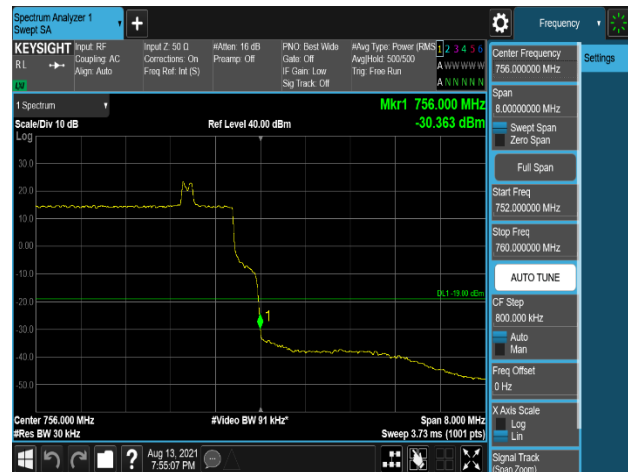 Spectrum Analyzer 1
Swept SA
Frequency
KEYSIGHT
RL
Input: RF
Coupling: AC
Align: Auto
Input Z: 50 Ω
Corrections: On
Freq Ref: Int (S)
#Atten: 16 dB
Preamp: Off
PNO: Best Wide
Gate: Off
IF Gain: Low
Sig Track: Off
#Avg Type: Power (RMS
Avg|Hold: 500/500
Trig: Free Run
1 2 3 4 5 6
A W W W W W
A N N N N N
1 Spectrum
Scale/Div 10 dB
Log
Ref Level 40.00 dBm
Mkr1 756.000 MHz
-30.363 dBm
30.0
20.0
10.0
0.00
-10.0
-20.0
-30.0
-40.0
-50.0
DL1 -19.00 dBm
1
Center 756.000 MHz
#Res BW 30 kHz
#Video BW 91 kHz*
Span 8.000 MHz
Sweep 3.73 ms (1001 pts)
Aug 13, 2021
7:55:07 PM
Center Frequency
756.000000 MHz
Span
8.00000000 MHz
Swept Span
Zero Span
Full Span
Start Freq
752.000000 MHz
Stop Freq
760.000000 MHz
AUTO TUNE
CF Step
800.000 kHz
Auto
Man
Freq Offset
0 Hz
X Axis Scale
Log
Lin
Signal Track
(Span Zoom)
Settings